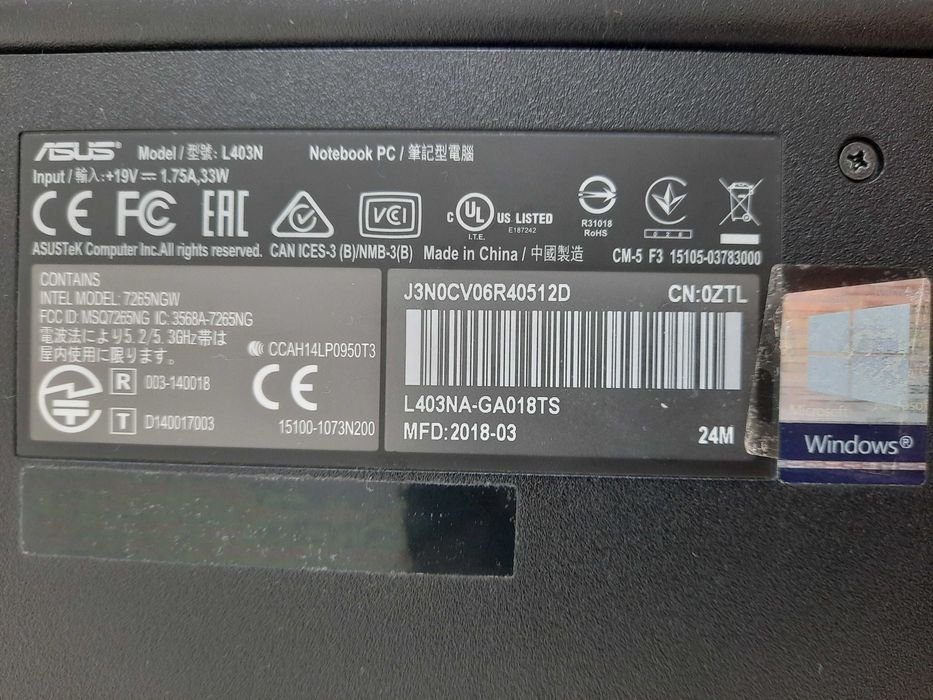 ASUS Model / 型號: L403N Notebook PC / 筆記型電腦
Input / 輸入: +19V ⎓ 1.75A,33W
CE FC EAC VCI c UL US LISTED
I.T.E. E187242
R31018
RoHS
028
ASUSTeK Computer Inc.All rights reserved. CAN ICES-3 (B)/NMB-3(B) Made in China / 中國製造 CM-5 F3 15105-03783000
CONTAINS
INTEL MODEL: 7265NGW
FCC ID: MSQ7265NG IC: 3568A-7265NG
電波法により5.2/5.3GHz帯は
屋内使用に限ります。
CCAH14LP0950T3
R 003-140018
T D140017003
CE
15100-1073N200
J3N0CV06R40512D CN:0ZTL
L403NA-GA018TS
MFD:2018-03 24M
Microsoft
Windows®